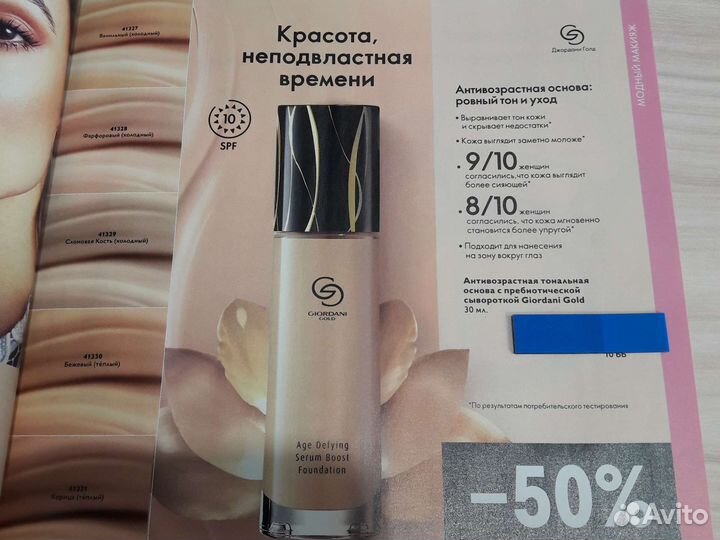 41327
Ванильный (холодный)
41328
Фарфоровый (холодный)
41329
Слоновая Кость (холодный)
41330
Бежевый (тёплый)
41331
Корица (тёплый)
Красота,
неподвластная
времени
10
SPF
GIORDANI
GOLD
Age Defying
Serum Boost
Foundation
Джордани Голд
МОДНЫЙ МАКИЯЖ
Антивозрастная основа:
ровный тон и уход
• Выравнивает тон кожи
и скрывает недостатки*
• Кожа выглядит заметно моложе*
• 9/10 женщин
согласились, что кожа выглядит
более сияющей*
• 8/10 женщин
согласились, что кожа мгновенно
становится более упругой*
• Подходит для нанесения
на зону вокруг глаз
Антивозрастная тональная
основа с пребиотической
сывороткой Giordani Gold
30 мл.
10 ББ
*По результатам потребительского тестирования
-50%
Avito